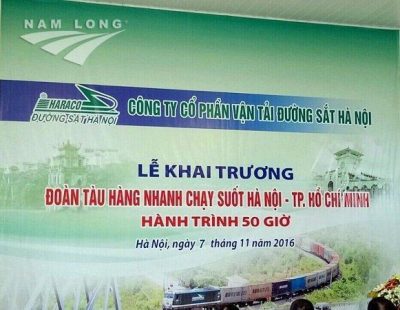 NAM LONG
HARACO
ĐƯỜNG SẮT HÀ NỘI
CÔNG TY CỔ PHẦN VẬN TẢI ĐƯỜNG SẮT HÀ NỘI
LỄ KHAI TRƯƠNG
ĐOÀN TÀU HÀNG NHANH CHẠY SUỐT HÀ NỘI - TP. HỒ CHÍ MINH
HÀNH TRÌNH 50 GIỜ
Hà Nội, ngày 7 tháng 11 năm 2016